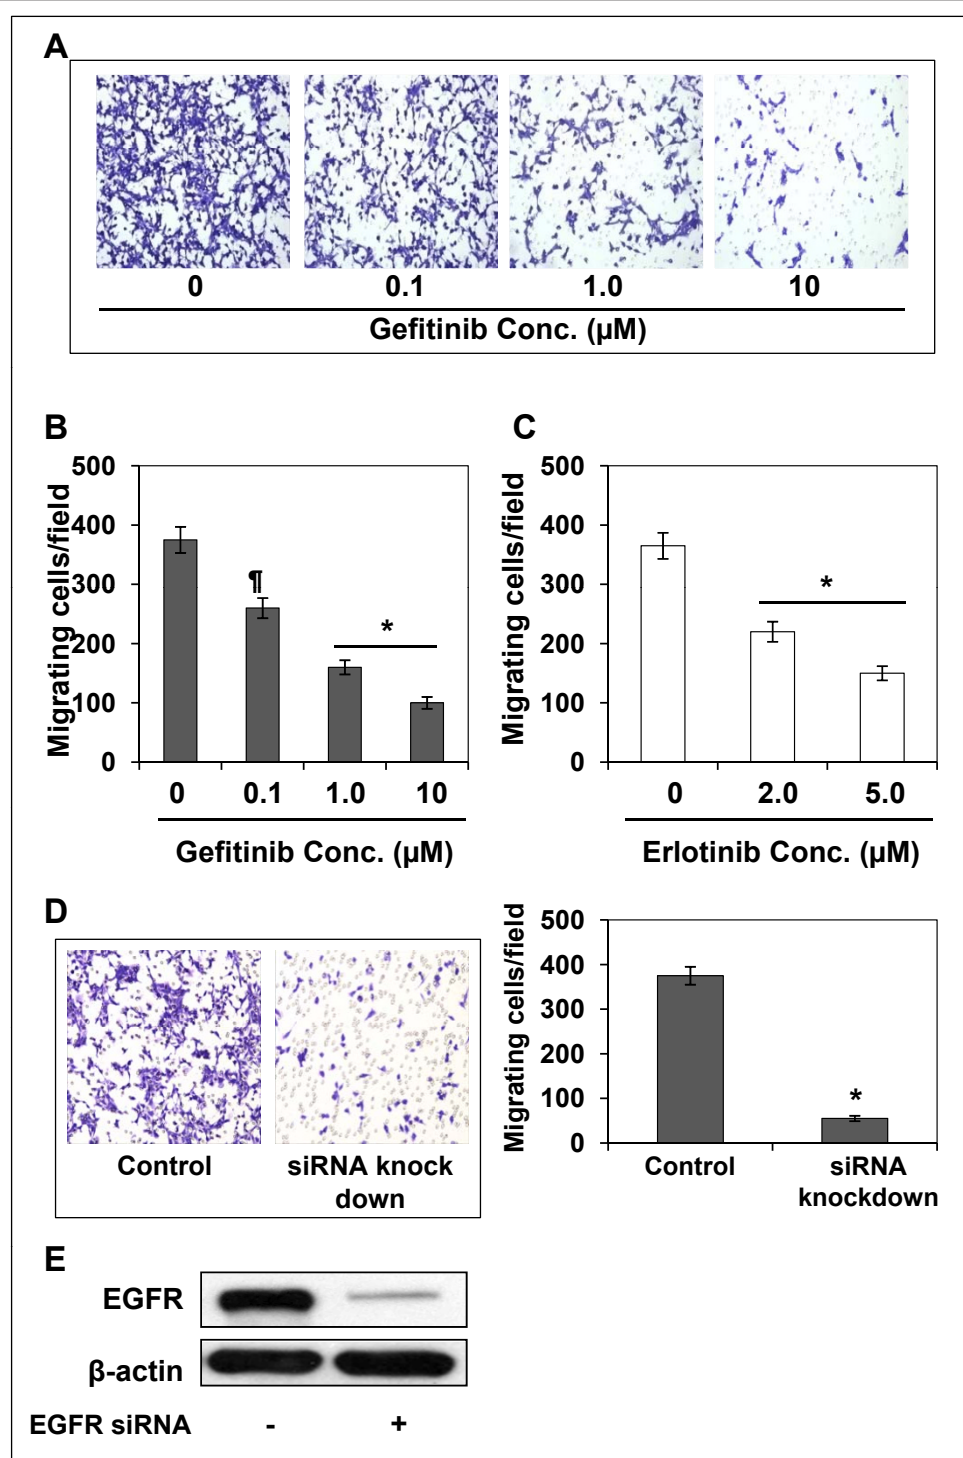 A
0 0.1 1.0 10
Gefitinib Conc. (µM)
B
Migrating cells/field
500
400
300
200
100
0
¶
*
0 0.1 1.0 10
Gefitinib Conc. (µM)
C
Migrating cells/field
500
400
300
200
100
0
*
0 2.0 5.0
Erlotinib Conc. (µM)
D
Control
siRNA knock
down
Migrating cells/field
500
400
300
200
100
0
*
Control
siRNA
knockdown
E
EGFR
β-actin
EGFR siRNA - +